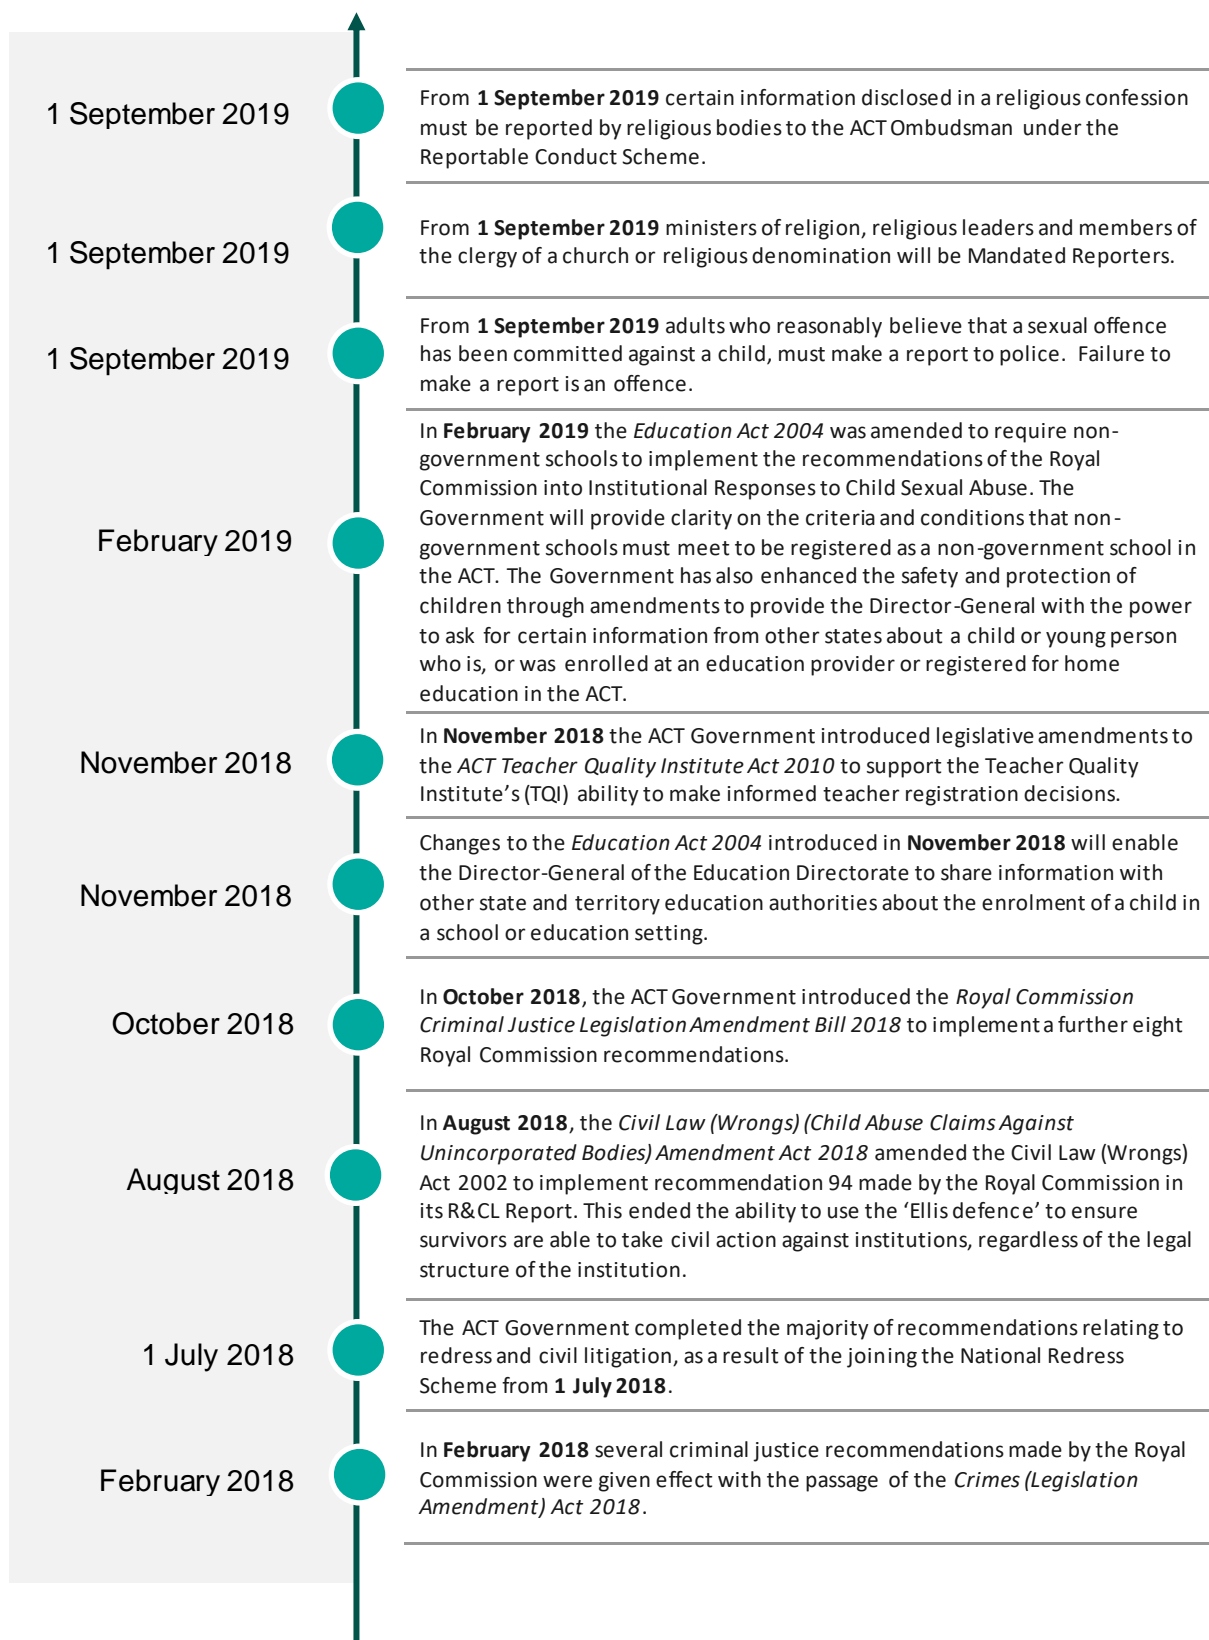 1 September 2019
From 1 September 2019 certain information disclosed in a religious confession
must be reported by religious bodies to the ACT Ombudsman under the
Reportable Conduct Scheme.
1 September 2019
From 1 September 2019 ministers of religion, religious leaders and members of
the clergy of a church or religious denomination will be Mandated Reporters.
1 September 2019
From 1 September 2019 adults who reasonably believe that a sexual offence
has been committed against a child, must make a report to police. Failure to
make a report is an offence.
February 2019
In February 2019 the Education Act 2004 was amended to require non-
government schools to implement the recommendations of the Royal
Commission into Institutional Responses to Child Sexual Abuse. The
Government will provide clarity on the criteria and conditions that non-
government schools must meet to be registered as a non-government school in
the ACT. The Government has also enhanced the safety and protection of
children through amendments to provide the Director-General with the power
to ask for certain information from other states about a child or young person
who is, or was enrolled at an education provider or registered for home
education in the ACT.
November 2018
In November 2018 the ACT Government introduced legislative amendments to
the ACT Teacher Quality Institute Act 2010 to support the Teacher Quality
Institute's (TQI) ability to make informed teacher registration decisions.
November 2018
Changes to the Education Act 2004 introduced in November 2018 will enable
the Director-General of the Education Directorate to share information with
other state and territory education authorities about the enrolment of a child in
a school or education setting.
October 2018
In October 2018, the ACT Government introduced the Royal Commission
Criminal Justice Legislation Amendment Bill 2018 to implement a further eight
Royal Commission recommendations.
August 2018
In August 2018, the Civil Law (Wrongs) (Child Abuse Claims Against
Unincorporated Bodies) Amendment Act 2018 amended the Civil Law (Wrongs)
Act 2002 to implement recommendation 94 made by the Royal Commission in
its R&CL Report. This ended the ability to use the ‘Ellis defence’ to ensure
survivors are able to take civil action against institutions, regardless of the legal
structure of the institution.
1 July 2018
The ACT Government completed the majority of recommendations relating to
redress and civil litigation, as a result of the joining the National Redress
Scheme from 1 July 2018.
February 2018
In February 2018 several criminal justice recommendations made by the Royal
Commission were given effect with the passage of the Crimes (Legislation
Amendment) Act 2018.